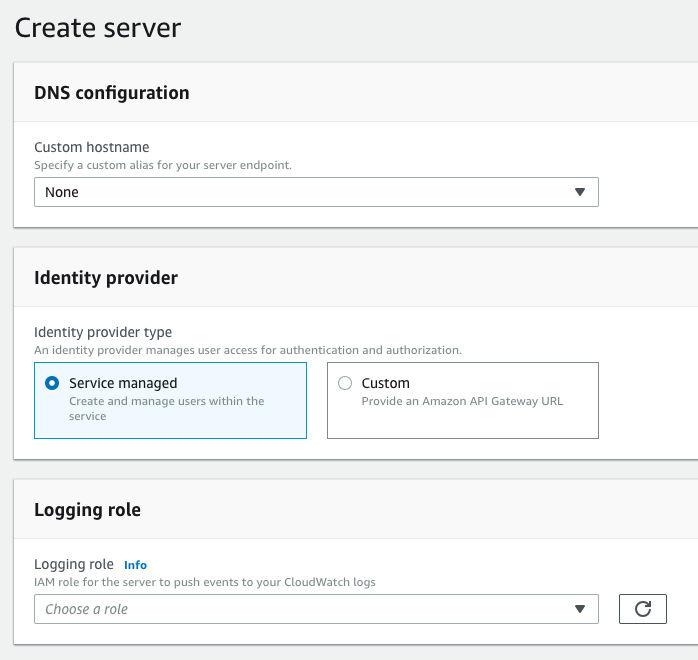 Create server
DNS configuration
Custom hostname
Specify a custom alias for your server endpoint.
None
Identity provider
Identity provider type
An identity provider manages user access for authentication and authorization.
Service managed
Create and manage users within the
service
Custom
Provide an Amazon API Gateway URL
Logging role
Logging role Info
IAM role for the server to push events to your CloudWatch logs
Choose a role